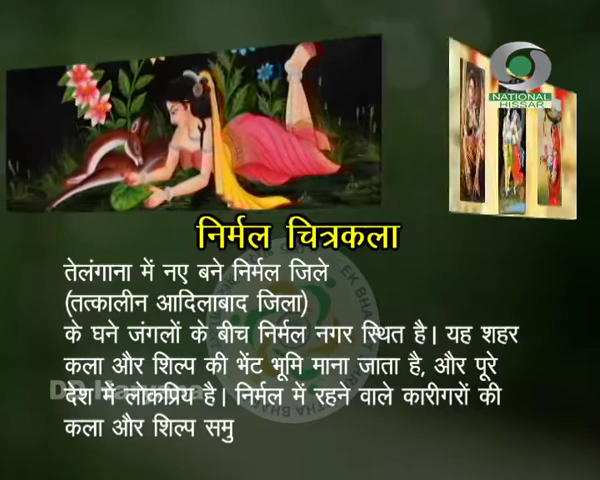 NATIONAL
HISSAR
निर्मल चित्रकला
तेलंगाना में नए बने निर्मल जिले
(तत्कालीन आदिलाबाद जिला)
के घने जंगलों के बीच निर्मल नगर स्थित है। यह शहर
कला और शिल्प की भेंट भूमि माना जाता है, और पूरे
देश में लोकप्रिय है। निर्मल में रहने वाले कारीगरों की
कला और शिल्प समु